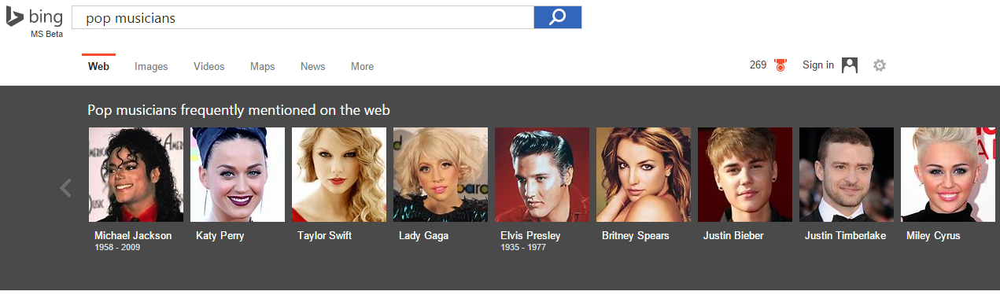 bing
MS Beta
pop musicians
Web Images Videos Maps News More
269 Sign in
Pop musicians frequently mentioned on the web
Michael Jackson Katy Perry Taylor Swift Lady Gaga Elvis Presley Britney Spears Justin Bieber Justin Timberlake Miley Cyrus
1958 - 2009 1935 - 1977